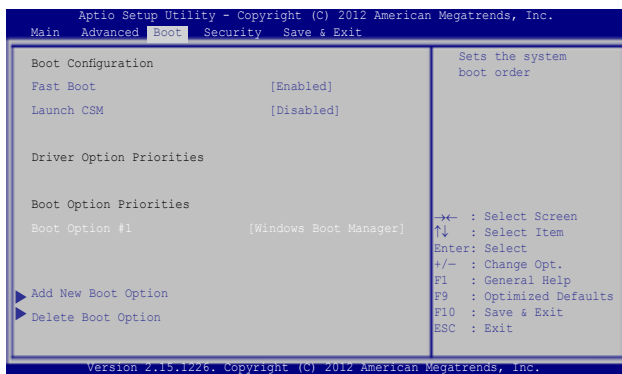 Aptio Setup Utility - Copyright (C) 2012 American Megatrends, Inc.
Main Advanced Boot Security Save & Exit
Boot Configuration
Fast Boot [Enabled]
Launch CSM [Disabled]
Driver Option Priorities
Boot Option Priorities
Boot Option #1 [Windows Boot Manager]
Add New Boot Option
Delete Boot Option
Sets the system
boot order
→← : Select Screen
↑↓ : Select Item
Enter: Select
+/— : Change Opt.
F1 : General Help
F9 : Optimized Defaults
F10 : Save & Exit
ESC : Exit
Version 2.15.1226. Copyright (C) 2012 American Megatrends, Inc.